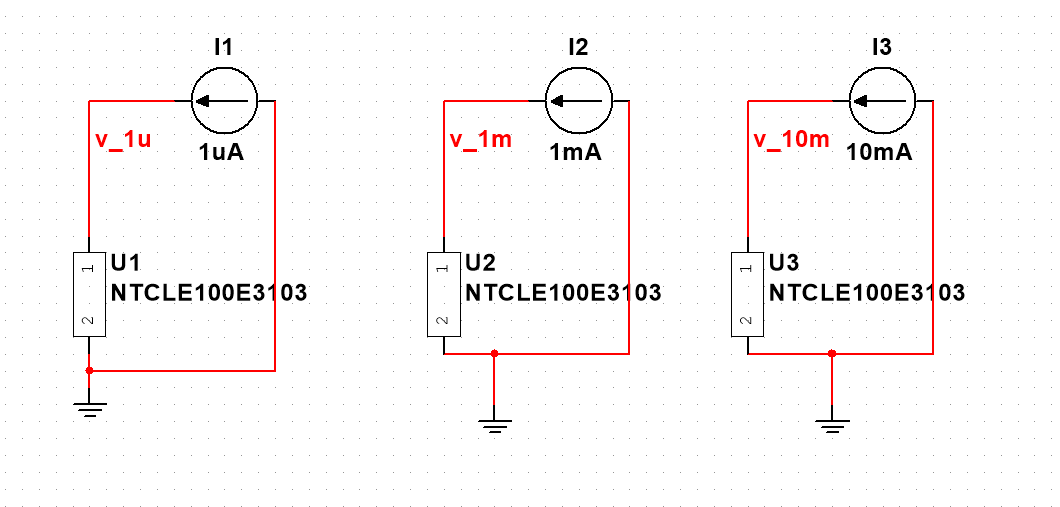 I1
v_1u
1uA
1
U1
NTCLE100E3103
2
I2
v_1m
1mA
1
U2
NTCLE100E3103
2
I3
v_10m
10mA
1
U3
NTCLE100E3103
2